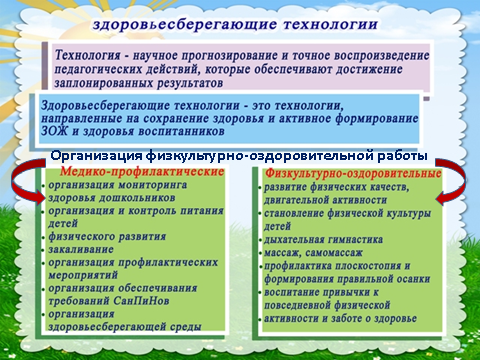 здоровьесберегающие технологии
Технология - научное прогнозирование и точное воспроизведение
педагогических действий, которые обеспечивают достижение
заплонированных результатов
Здоровьесберегающие технологии - это технологии,
направленные на сохранение здоровья и активное формирование
ЗОЖ и здоровья воспитанников
Организация физкультурно-оздоровительной работы
Медико-профилактические
• организация мониторинга
• здоровья дошкольников
• организация и контроль питания
детей
• физического развития
• закаливание
• организация профилактических
мероприятий
• организация обеспечивания
требований СанПиНов
• организация
здоровьесберегающей среды
Физкультурно-оздоровительные
• развитие физических качеств,
двигательной активности
• становление физической культуры
детей
• дыхательная гимнастика
• массаж, самомассаж
• профилактика плоскостопия и
формирования правильной осанки
• воспитание привычки к
повседневной физической
• активности и заботе о здоровье